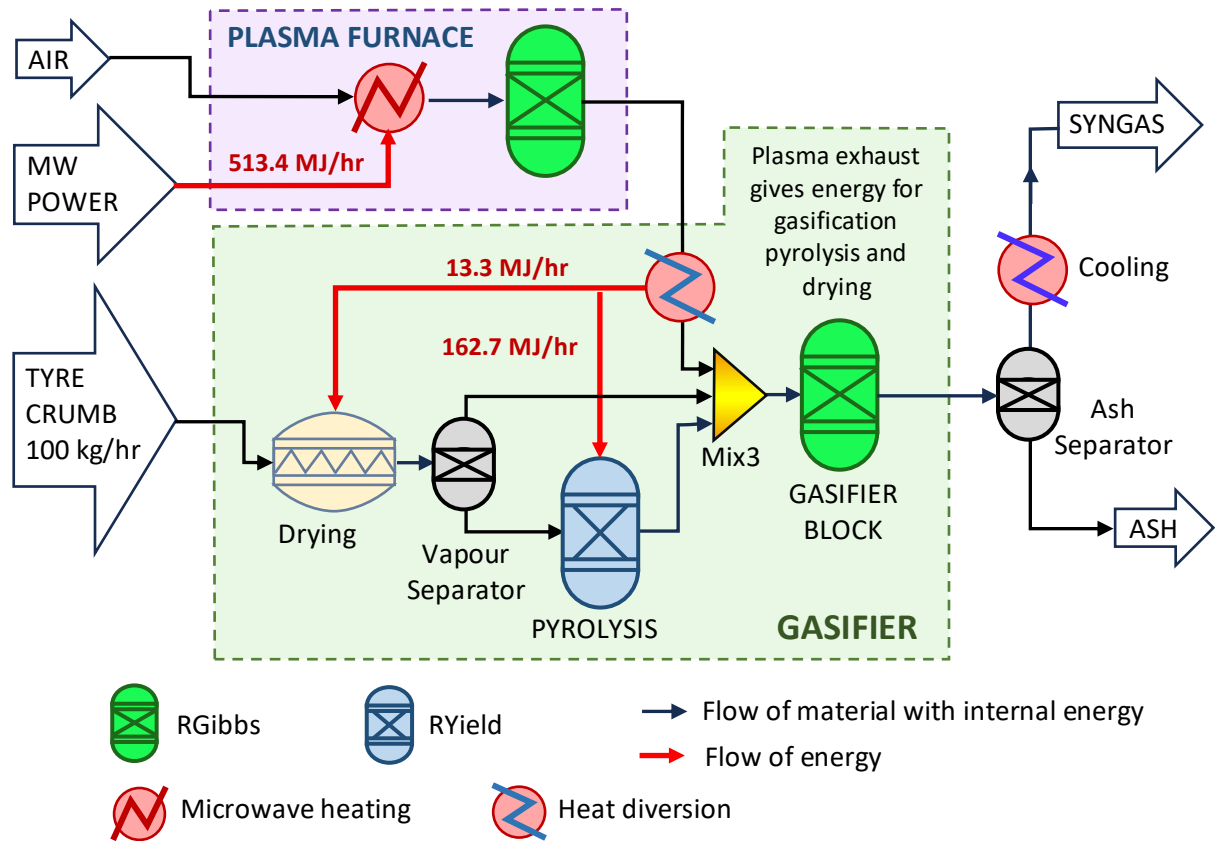 PLASMA FURNACE
AIR
MW
POWER
513.4 MJ/hr
SYNGAS
Plasma exhaust
gives energy for
gasification
pyrolysis and
drying
Cooling
13.3 MJ/hr
162.7 MJ/hr
TYRE
CRUMB
100 kg/hr
Drying
Vapour
Separator
PYROLYSIS
Mix3
GASIFIER
BLOCK
Ash
Separator
ASH
GASIFIER
RGibbs
RYield
Flow of material with internal energy
Flow of energy
Microwave heating
Heat diversion